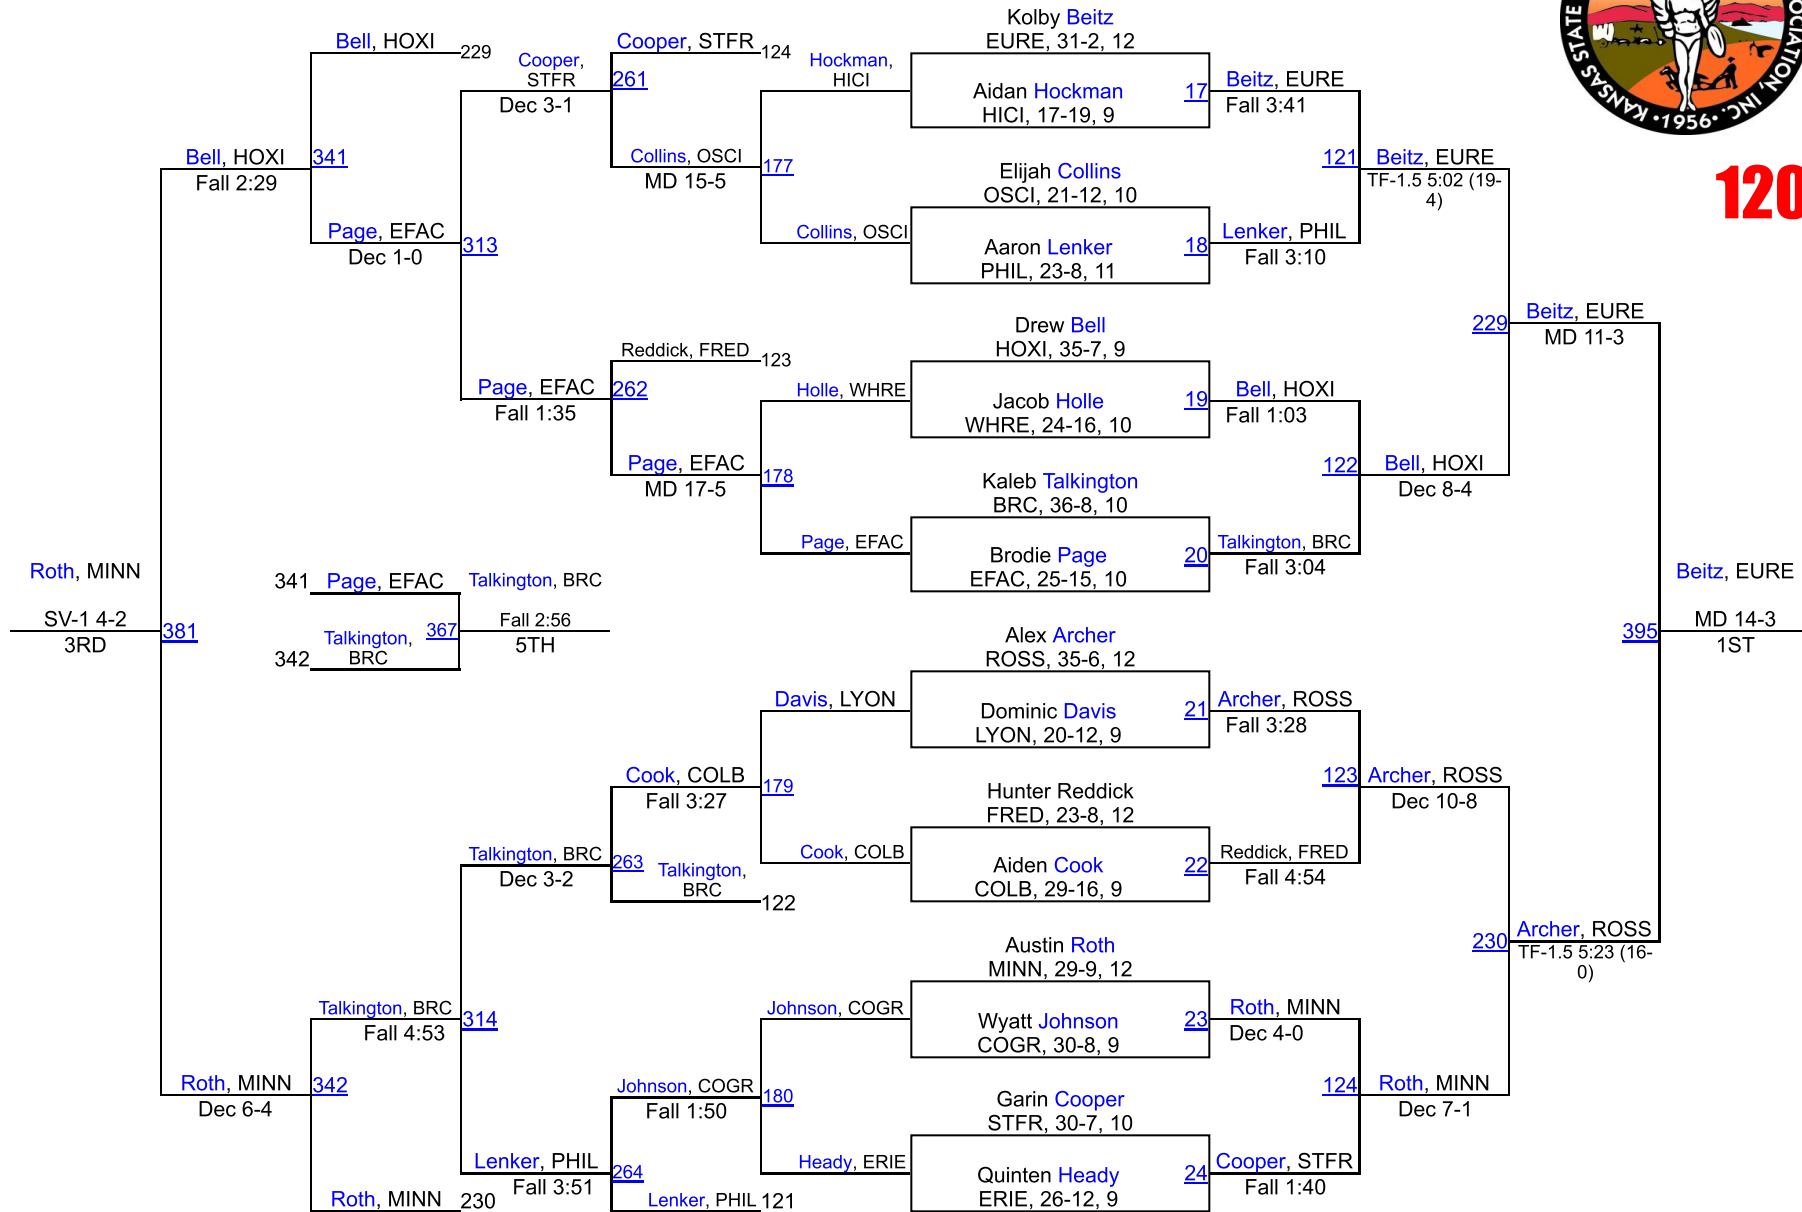 Bell, HOXI
229
Cooper,
STFR
Dec 3-1
Cooper, STFR
124
261
Hockman,
HICI
Bell, HOXI
Fall 2:29
341
Collins, OSCI
MD 15-5
177
Page, EFAC
Dec 1-0
313
Collins, OSCI
Reddick, FRED
123
Page, EFAC
Fall 1:35
262
Holle, WHRE
Page, EFAC
MD 17-5
178
Page, EFAC
Roth, MINN
SV-1 4-2
3RD
381
341
Page, EFAC
Talkington, BRC
342
Talkington,
BRC
367
Fall 2:56
5TH
Davis, LYON
Cook, COLB
Fall 3:27
179
Talkington, BRC
Dec 3-2
263
Talkington,
BRC
122
Cook, COLB
Talkington, BRC
Fall 4:53
314
Johnson, COGR
Roth, MINN
Dec 6-4
342
Johnson, COGR
Fall 1:50
180
Lenker, PHIL
Fall 3:51
264
Heady, ERIE
Roth, MINN
230
Lenker, PHIL
121
Kolby Beitz
EURE, 31-2, 12
Aidan Hockman
HICI, 17-19, 9
17
Elijah Collins
OSCI, 21-12, 10
Aaron Lenker
PHIL, 23-8, 11
18
Drew Bell
HOXI, 35-7, 9
Jacob Holle
WHRE, 24-16, 10
19
Kaleb Talkington
BRC, 36-8, 10
Brodie Page
EFAC, 25-15, 10
20
Alex Archer
ROSS, 35-6, 12
Dominic Davis
LYON, 20-12, 9
21
Hunter Reddick
FRED, 23-8, 12
Aiden Cook
COLB, 29-16, 9
22
Austin Roth
MINN, 29-9, 12
Wyatt Johnson
COGR, 30-8, 9
23
Garin Cooper
STFR, 30-7, 10
Quinten Heady
ERIE, 26-12, 9
24
Beitz, EURE
Fall 3:41
121
Lenker, PHIL
Fall 3:10
Bell, HOXI
Fall 1:03
122
Talkington, BRC
Fall 3:04
Archer, ROSS
Fall 3:28
123
Reddick, FRED
Fall 4:54
Roth, MINN
Dec 4-0
124
Cooper, STFR
Fall 1:40
Beitz, EURE
TF-1.5 5:02 (19-
4)
229
Bell, HOXI
Dec 8-4
Archer, ROSS
Dec 10-8
230
Roth, MINN
Dec 7-1
Beitz, EURE
MD 11-3
395
Archer, ROSS
TF-1.5 5:23 (16-
0)
Beitz, EURE
MD 14-3
1ST
KANSAS STATE
OCIATION, INC.
•1956•
120